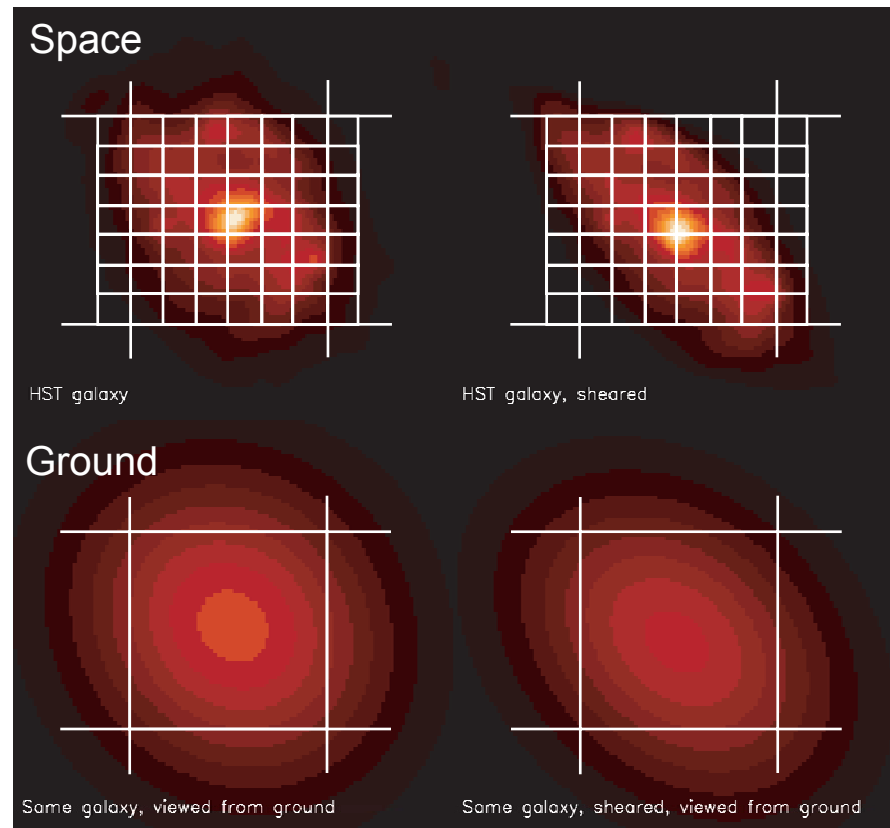 Space
HST galaxy
HST galaxy, sheared
Ground
Same galaxy, viewed from ground
Same galaxy, sheared, viewed from ground